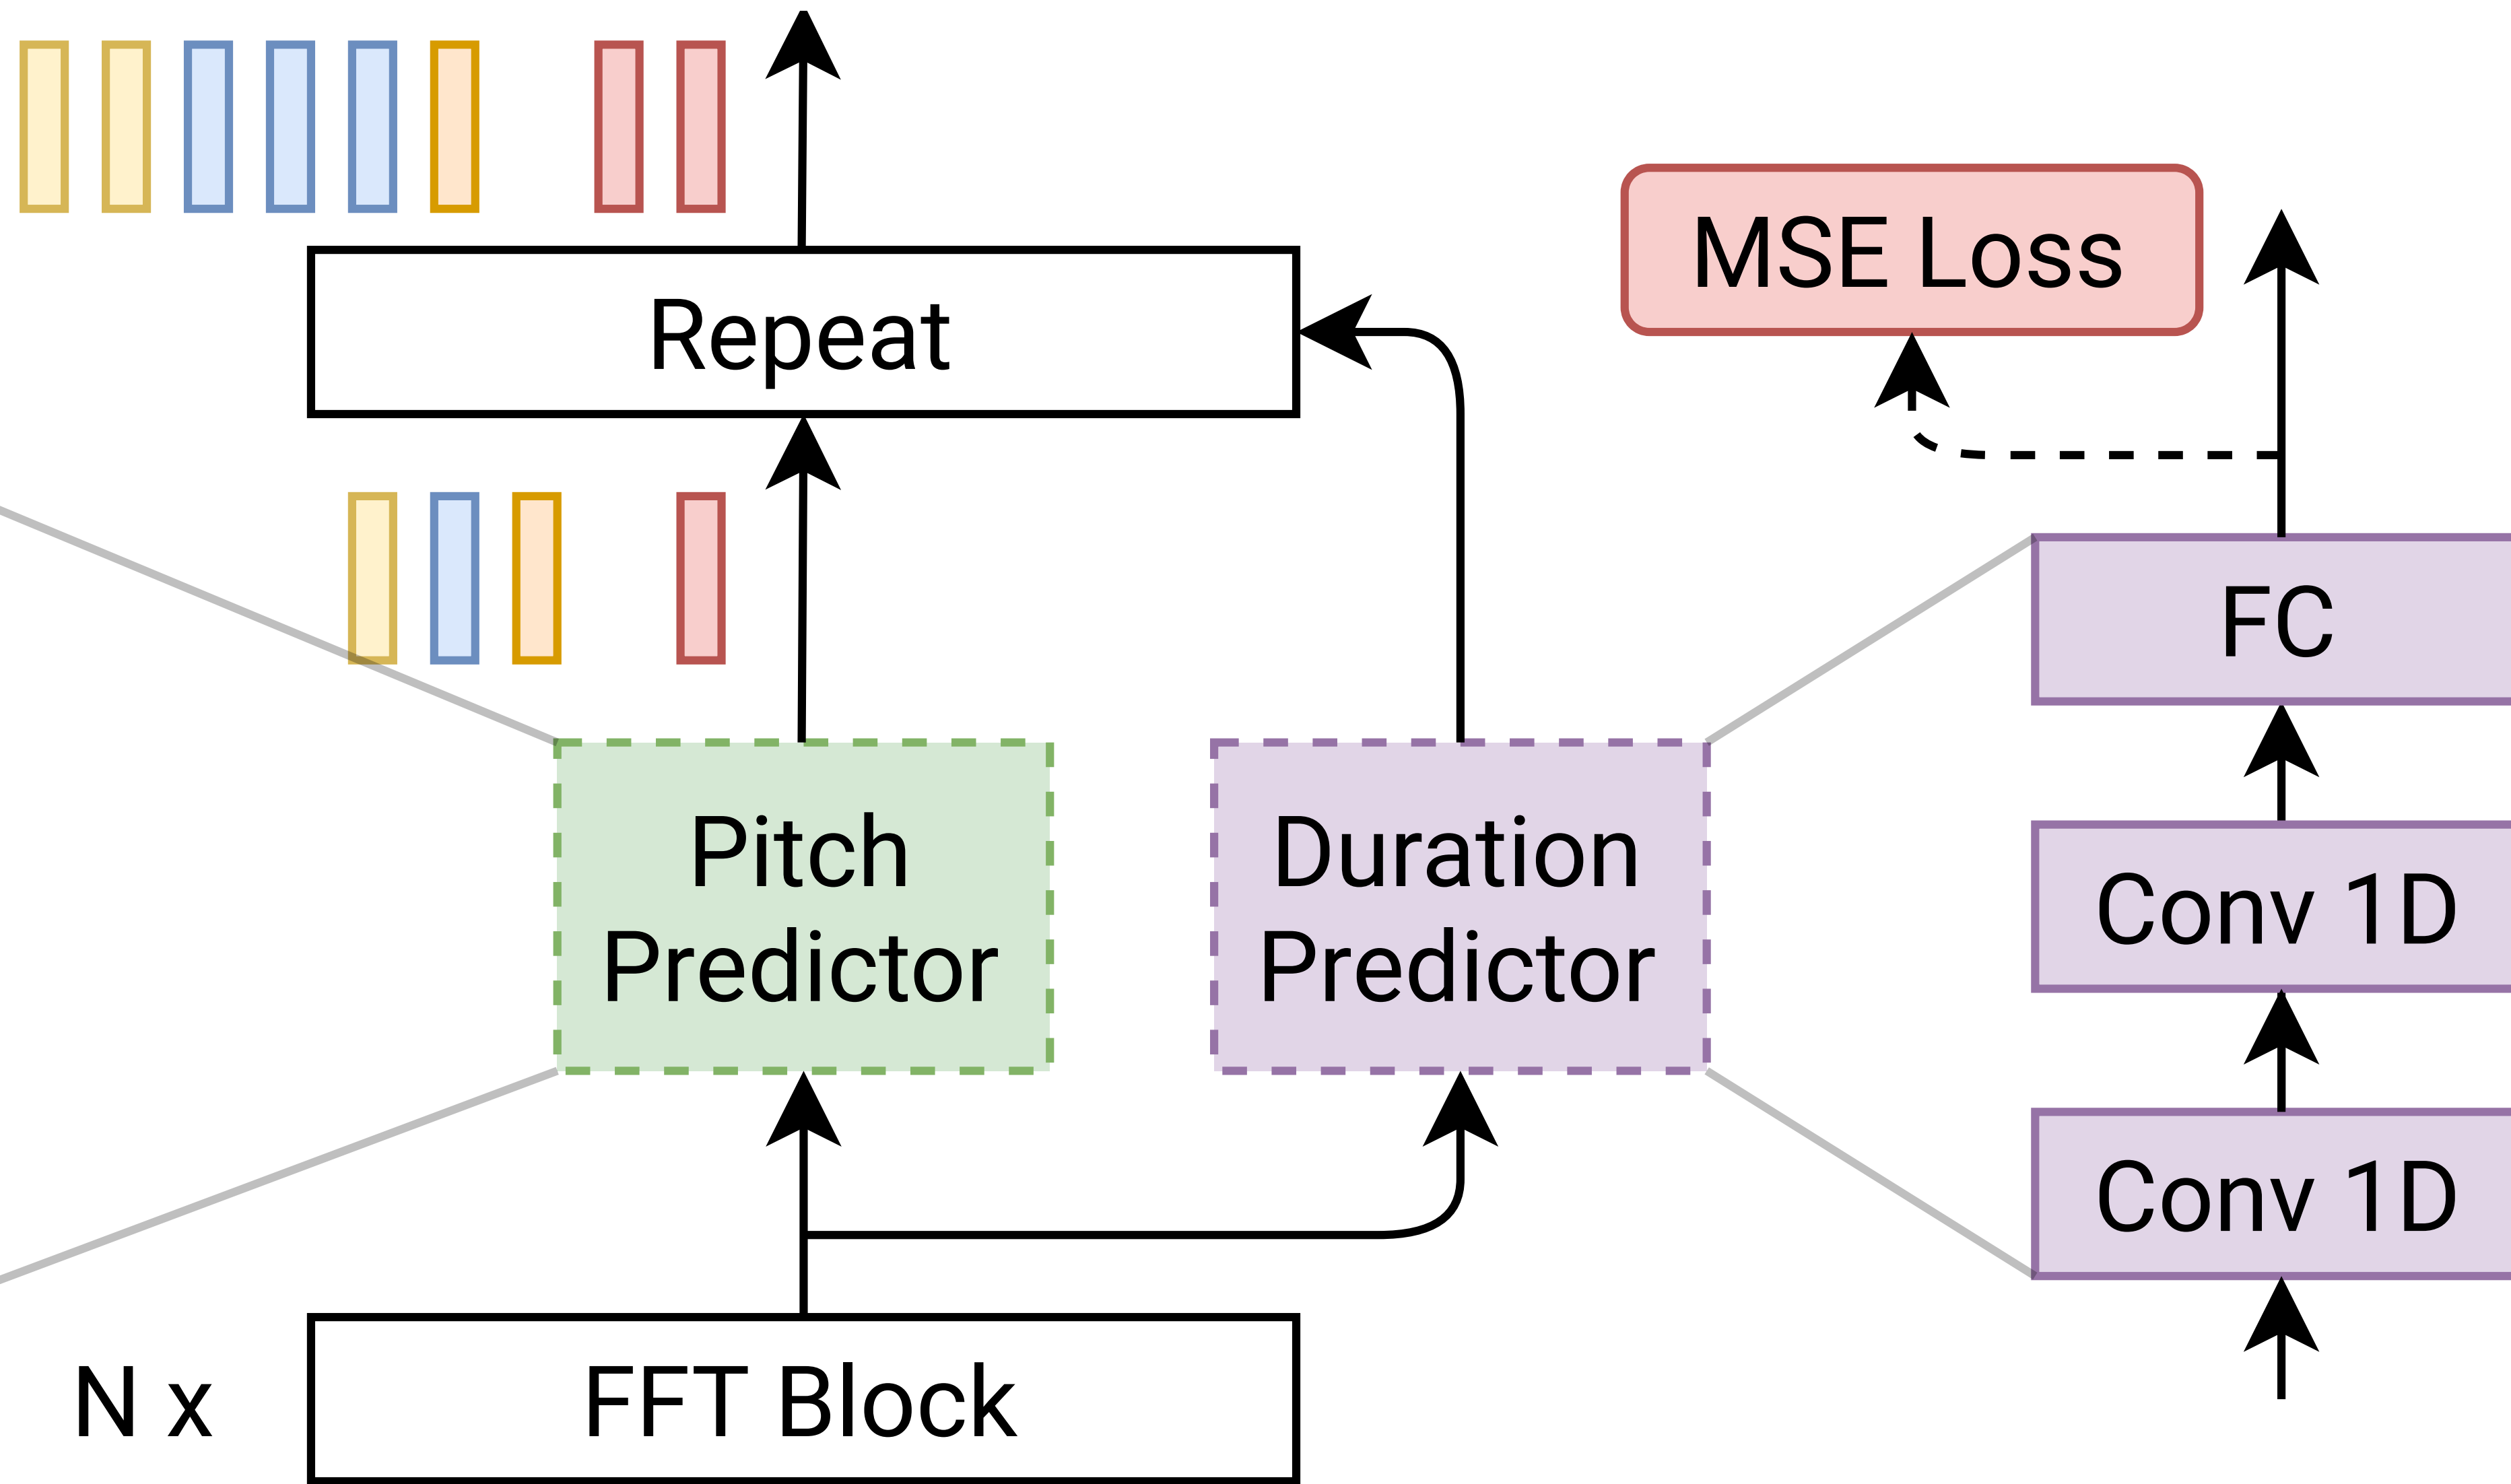 MSE Loss
Repeat
FC
Pitch
Predictor
Duration
Predictor
Conv 1D
Conv 1D
N x
FFT Block